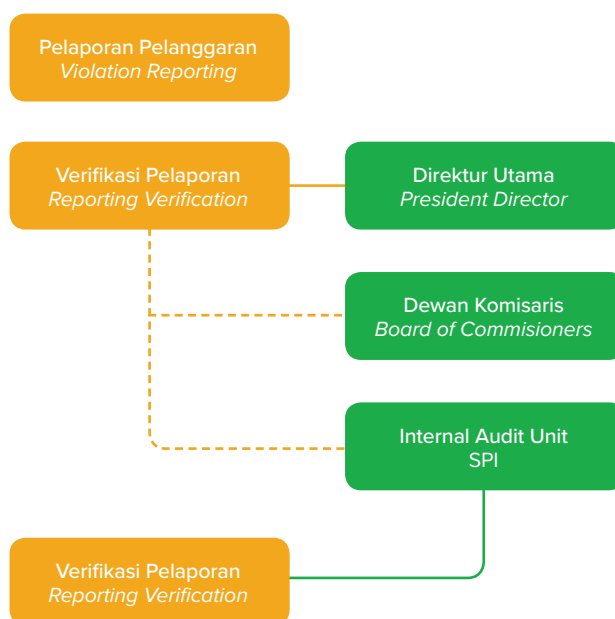 Pelaporan Pelanggaran
Violation Reporting
Verifikasi Pelaporan
Reporting Verification
Direktur Utama
President Director
Dewan Komisaris
Board of Commisioners
Internal Audit Unit
SPI
Verifikasi Pelaporan
Reporting Verification